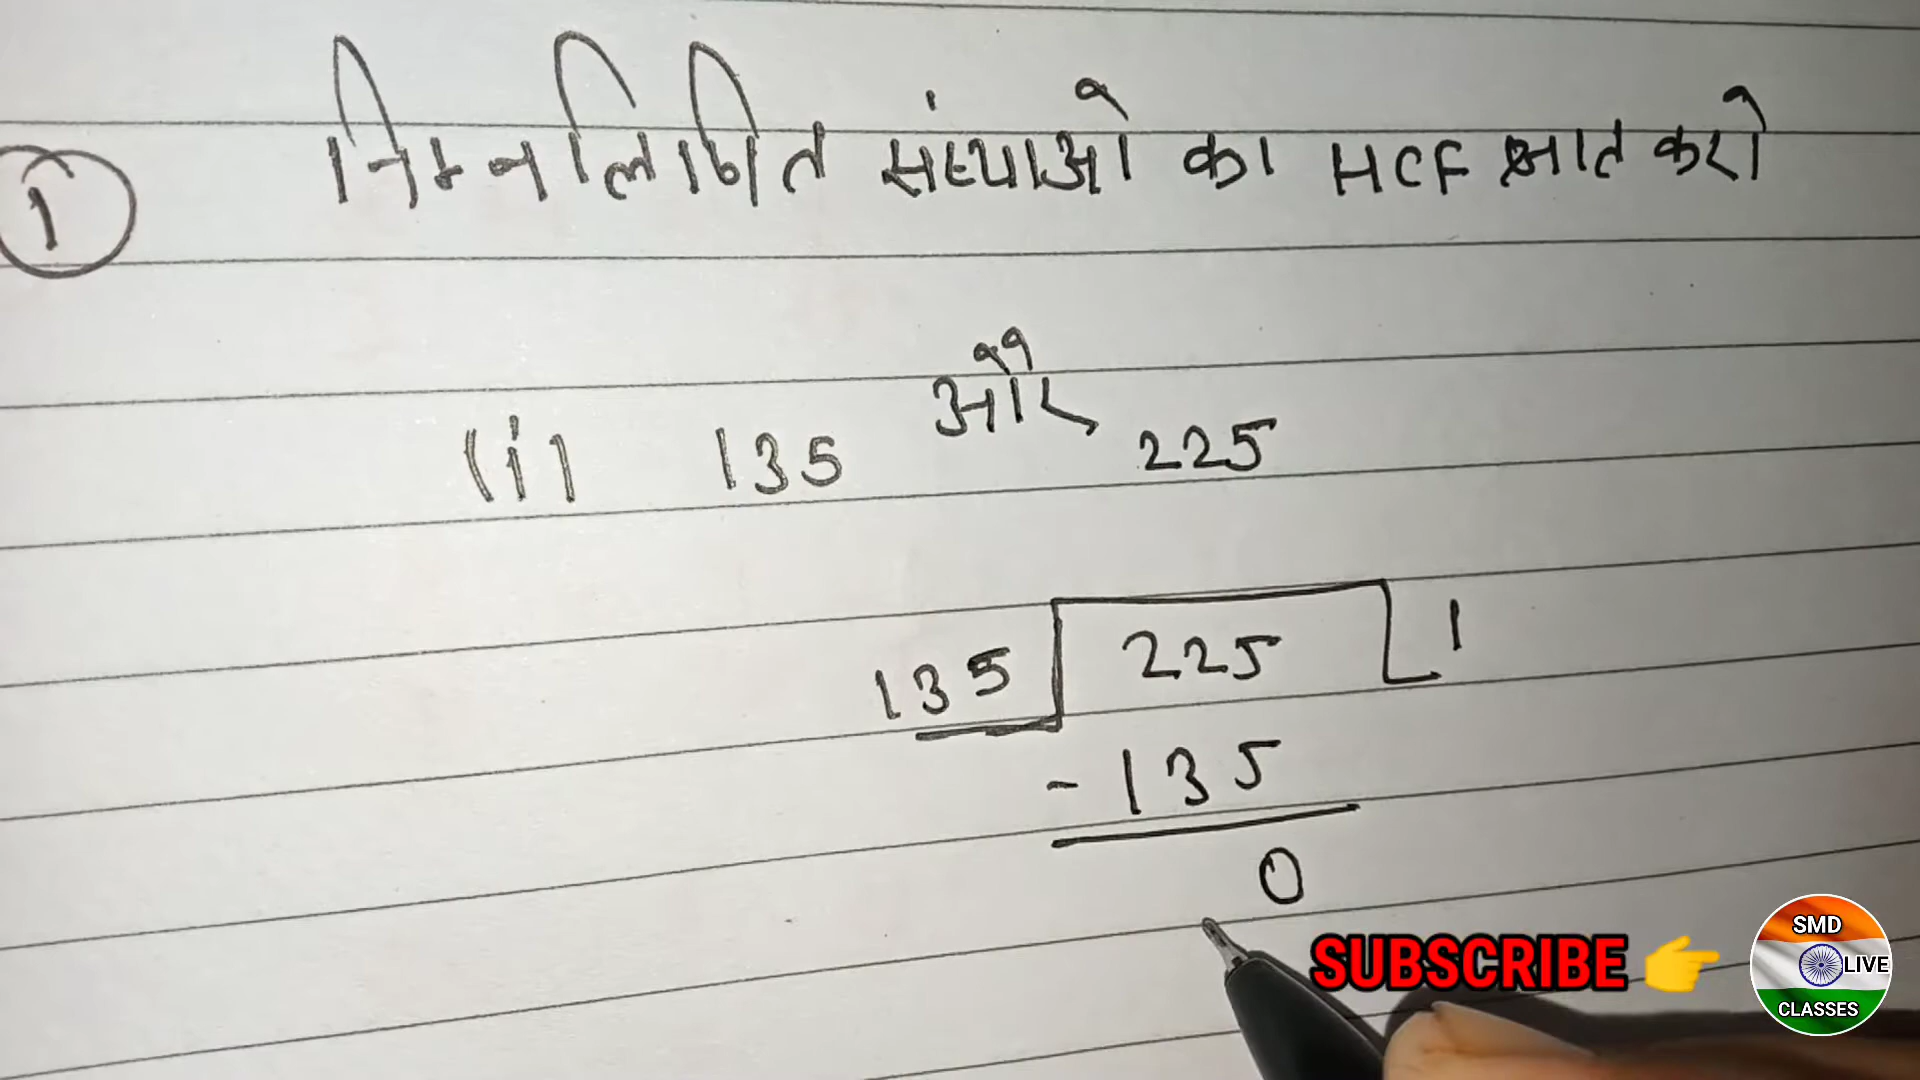 निम्नलिखित संख्याओं का HCF ज्ञात करो
1
(i) 135 और 225
135 225 1
- 135
0
SUBSCRIBE
SMD
LIVE
CLASSES